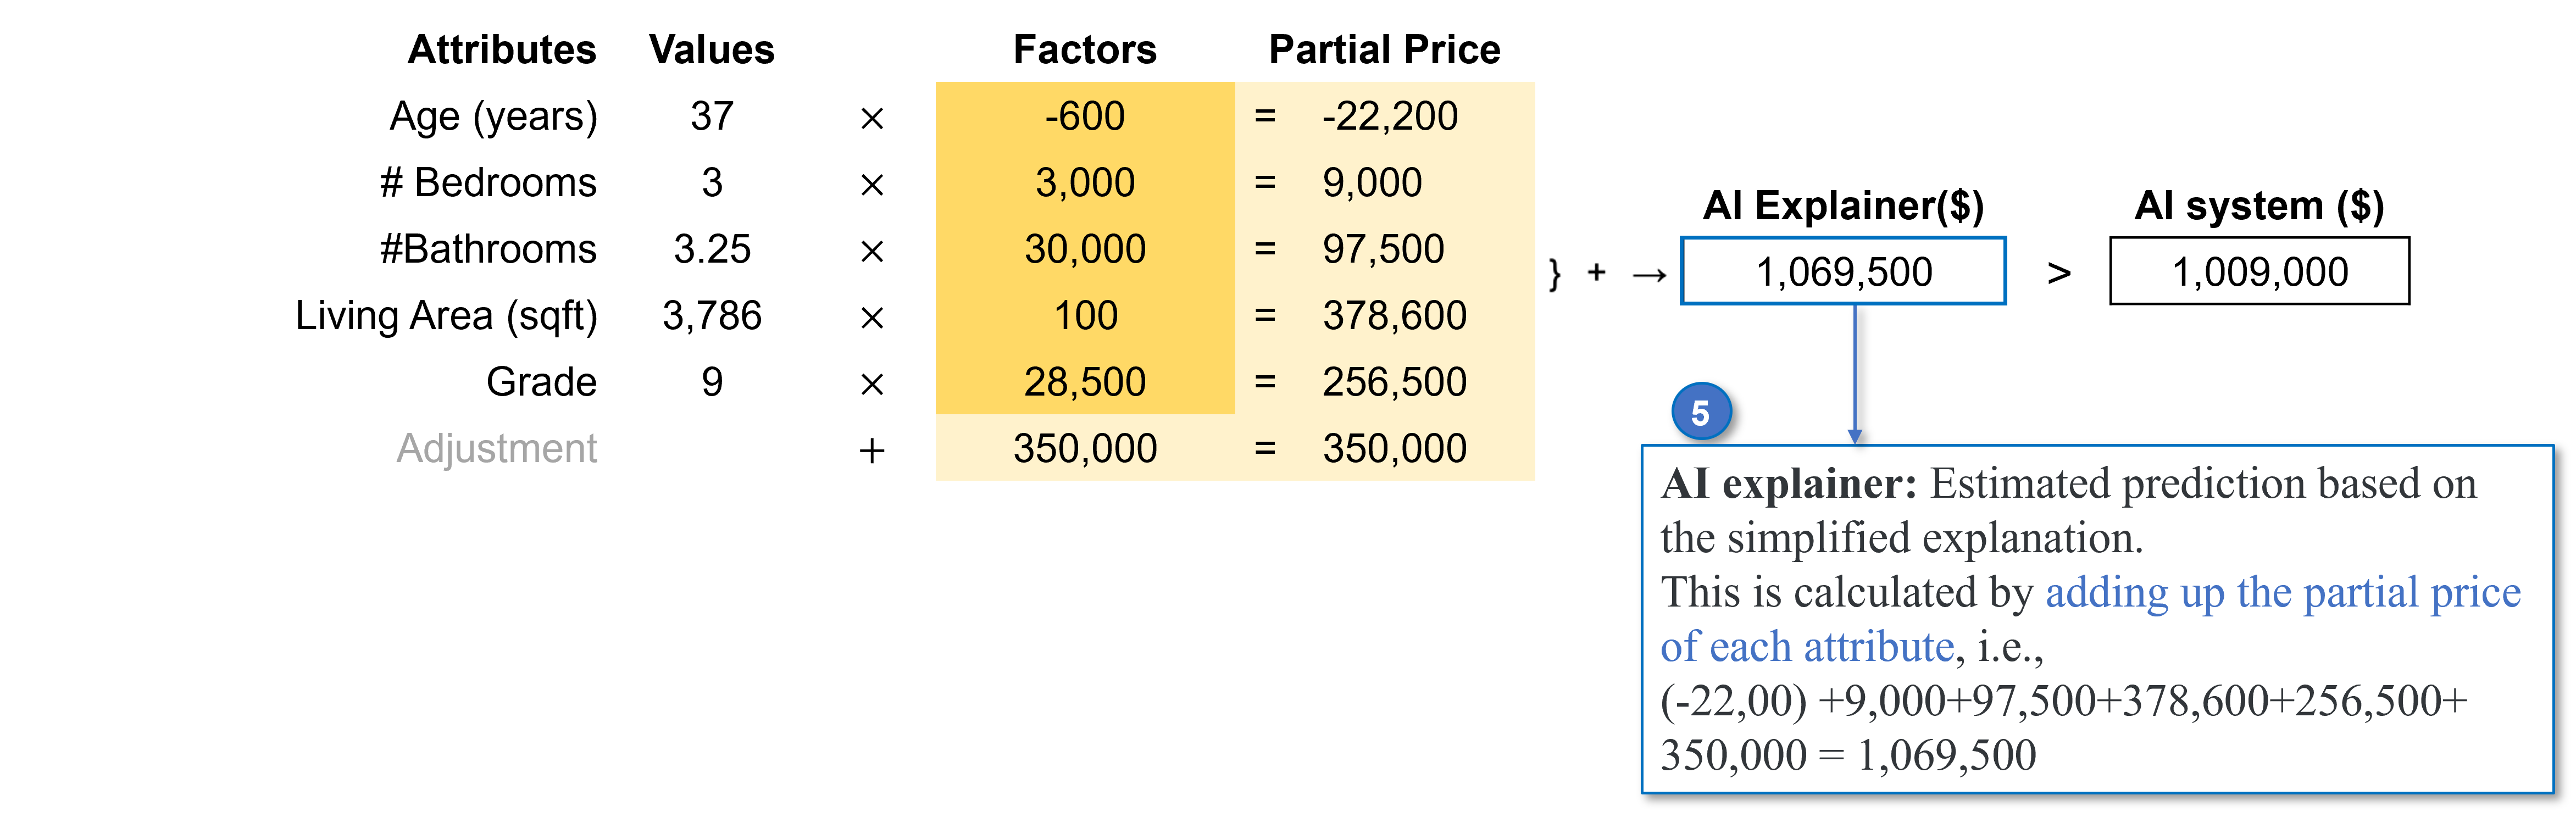 Attributes Values Factors Partial Price
Age (years) 37 × -600 = -22,200
# Bedrooms 3 × 3,000 = 9,000
#Bathrooms 3.25 × 30,000 = 97,500
Living Area (sqft) 3,786 × 100 = 378,600
Grade 9 × 28,500 = 256,500
Adjustment + 350,000 = 350,000
} + →
AI Explainer($) AI system ($)
1,069,500 > 1,009,000
5
AI explainer: Estimated prediction based on
the simplified explanation.
This is calculated by adding up the partial price
of each attribute, i.e.,
(-22,00) +9,000+97,500+378,600+256,500+
350,000 = 1,069,500